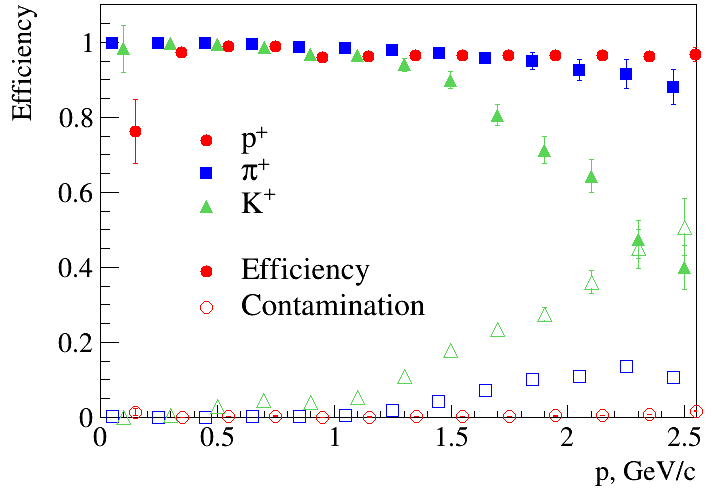 Efficiency
1
0.8
0.6
0.4
0.2
0
p+
π+
K+
Efficiency
Contamination
0 0.5 1 1.5 2 2.5
p, GeV/c